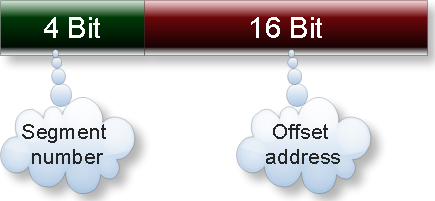 4 Bit
16 Bit
Segment
number
Offset
address